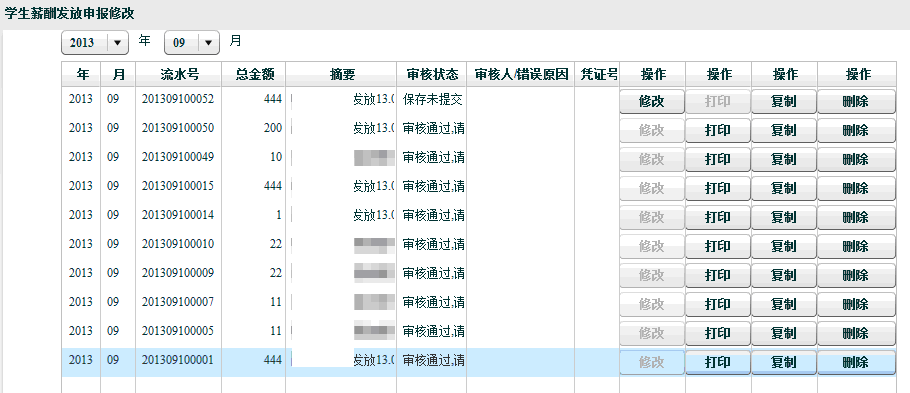 学生薪酬发放申报修改
2013 年 09 月
年 月 流水号 总金额 摘要 审核状态 审核人/错误原因 凭证号 操作 操作 操作 操作
2013 09 201309100052 444 发放13.0 保存未提交 修改 打印 复制 删除
2013 09 201309100050 200 发放13.0 审核通过,请 修改 打印 复制 删除
2013 09 201309100049 10 审核通过,请 修改 打印 复制 删除
2013 09 201309100015 444 发放13.0 审核通过,请 修改 打印 复制 删除
2013 09 201309100014 1 发放13.0 审核通过,请 修改 打印 复制 删除
2013 09 201309100010 22 审核通过,请 修改 打印 复制 删除
2013 09 201309100009 22 审核通过,请 修改 打印 复制 删除
2013 09 201309100007 11 审核通过,请 修改 打印 复制 删除
2013 09 201309100005 11 审核通过,请 修改 打印 复制 删除
2013 09 201309100001 444 发放13.0 审核通过,请 修改 打印 复制 删除